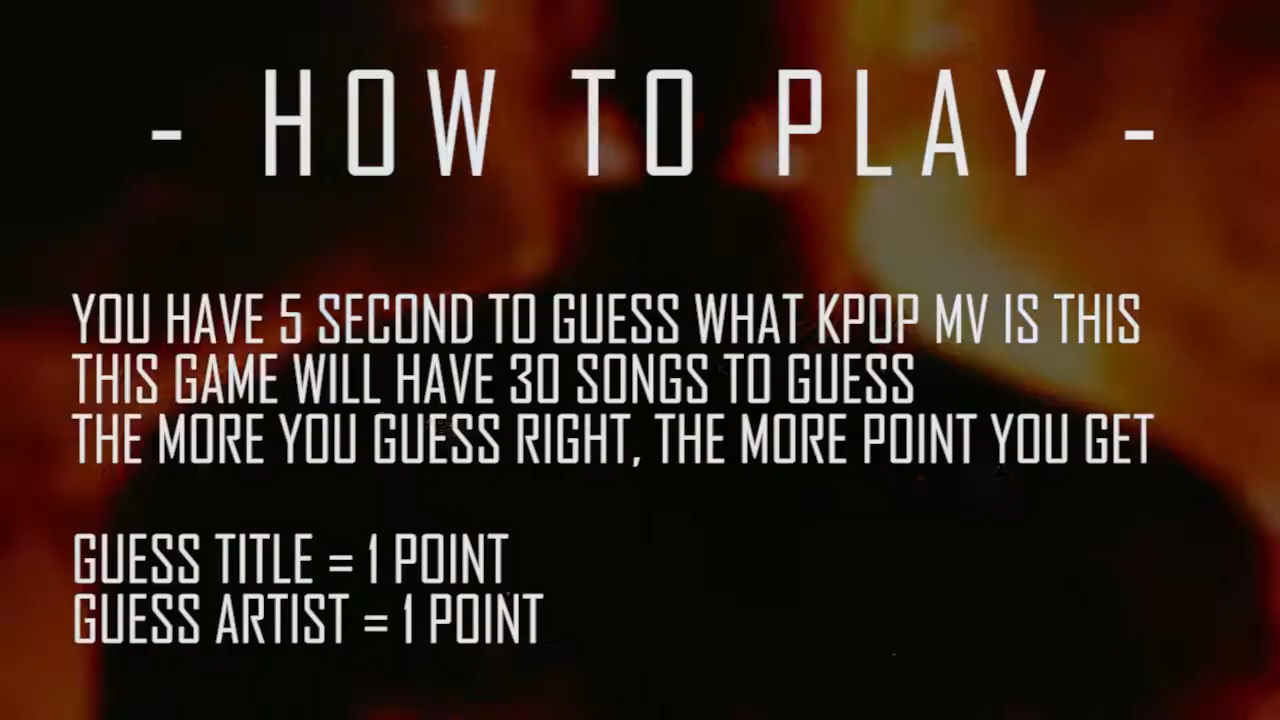 - HOW TO PLAY -
YOU HAVE 5 SECOND TO GUESS WHAT KPOP MV IS THIS
THIS GAME WILL HAVE 30 SONGS TO GUESS
THE MORE YOU GUESS RIGHT, THE MORE POINT YOU GET
GUESS TITLE = 1 POINT
GUESS ARTIST = 1 POINT